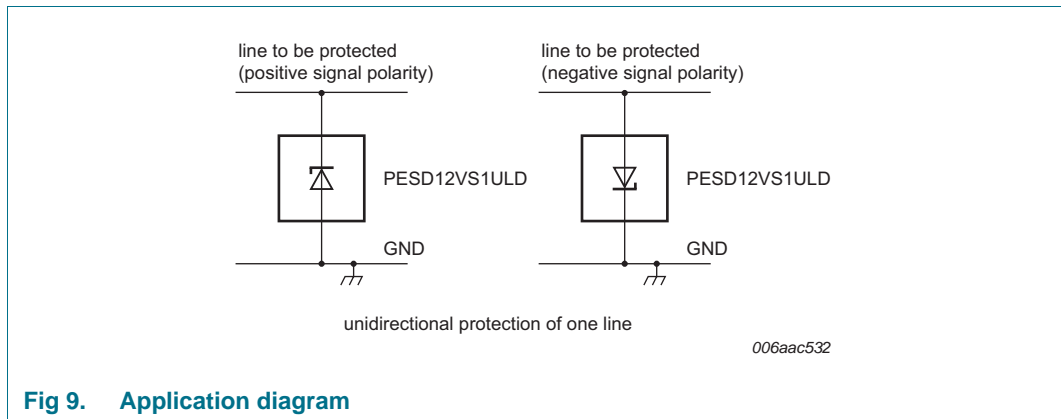 line to be protected
(positive signal polarity)
PESD12VS1ULD
GND
line to be protected
(negative signal polarity)
PESD12VS1ULD
GND
unidirectional protection of one line
006aac532
Fig 9. Application diagram